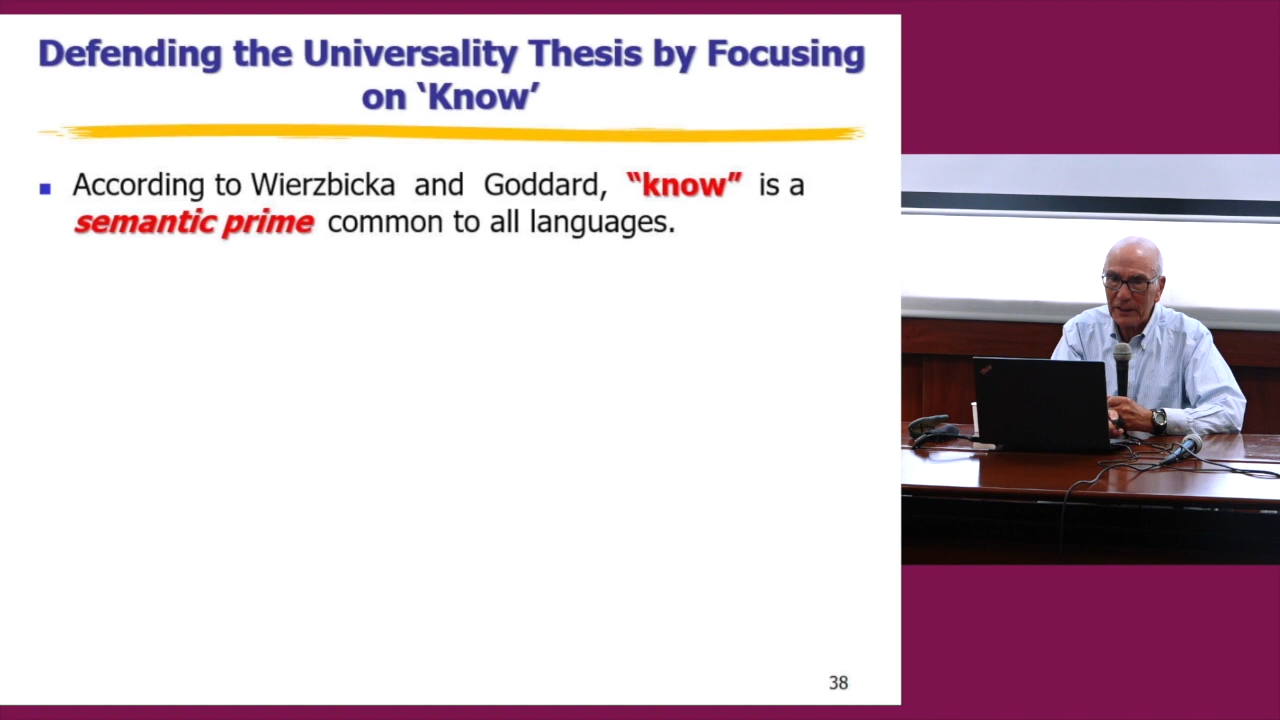 Defending the Universality Thesis by Focusing
on ‘Know’
According to Wierzbicka and Goddard, “know” is a
semantic prime common to all languages.
38